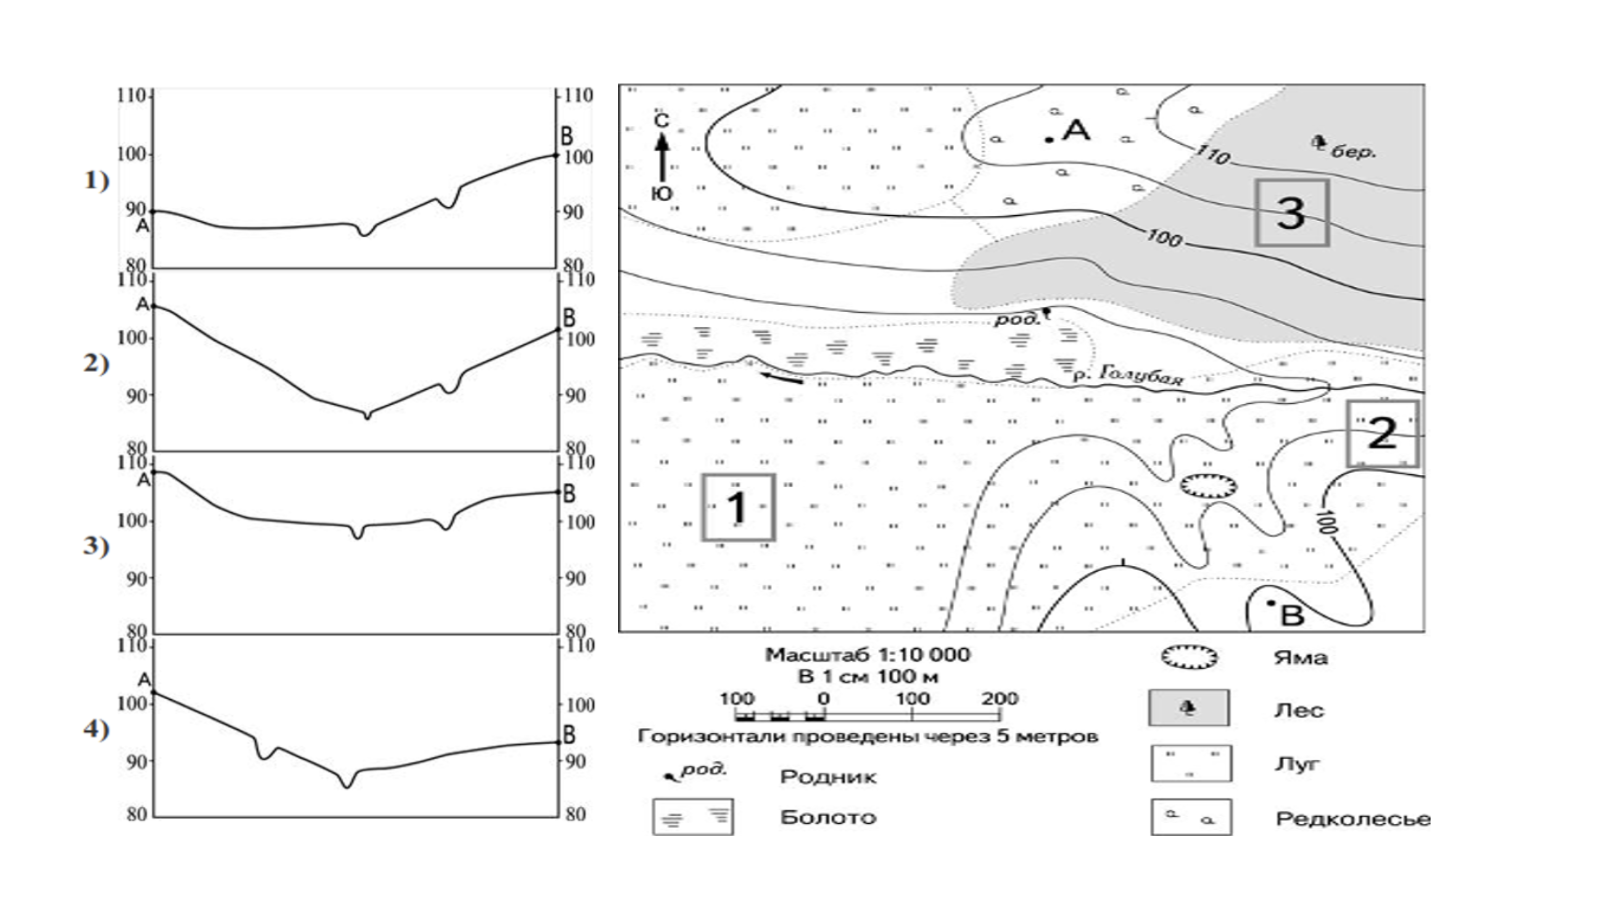 1)
110
100
90
A
80
110
B
100
90
80
2)
110
A
100
90
80
110
B
100
90
80
3)
110
A
100
90
80
110
B
100
90
80
4)
110
A
100
90
80
110
100
B
90
80
С
Ю
А
110
бер.
3
100
род.
р. Голубая
2
1
100
В
Масштаб 1:10 000
В 1 см 100 м
100 0 100 200
Горизонтали проведены через 5 метров
род. Родник
Болото
Яма
Лес
Луг
Редколесье